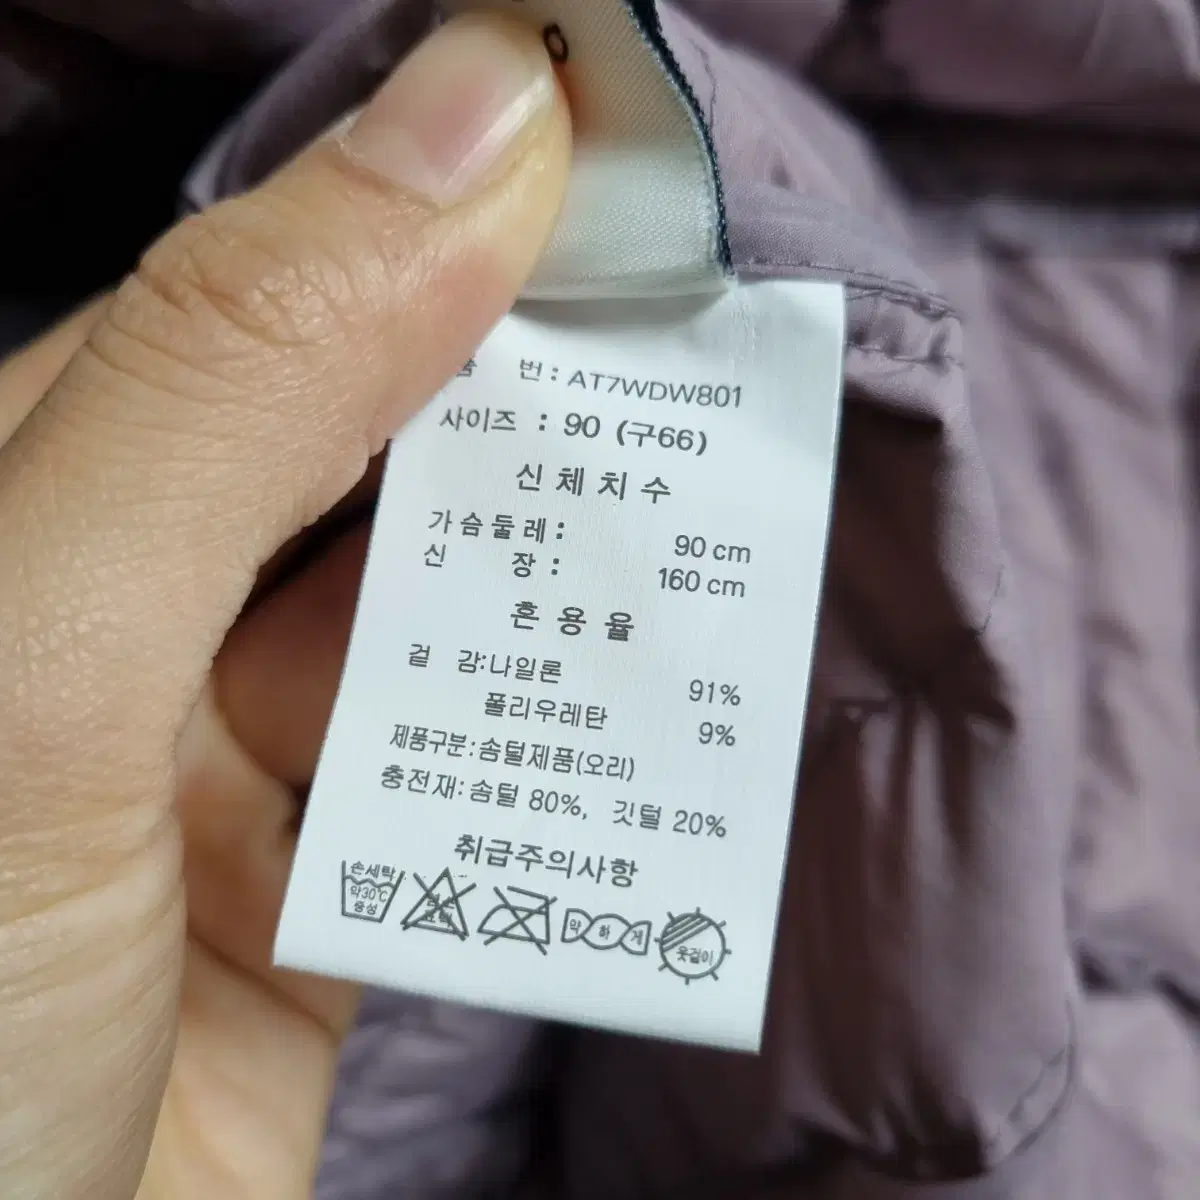 번: AT7WDW801
사이즈 : 90 (구66)
신체치수
가슴둘레: 90 cm
신 장: 160 cm
혼용율
겉 감:나일론 91%
폴리우레탄 9%
제품구분:솜털제품(오리)
충전재:솜털 80%, 깃털 20%
취급주의사항
손세탁
약30℃
중성
약하게
옷걸이